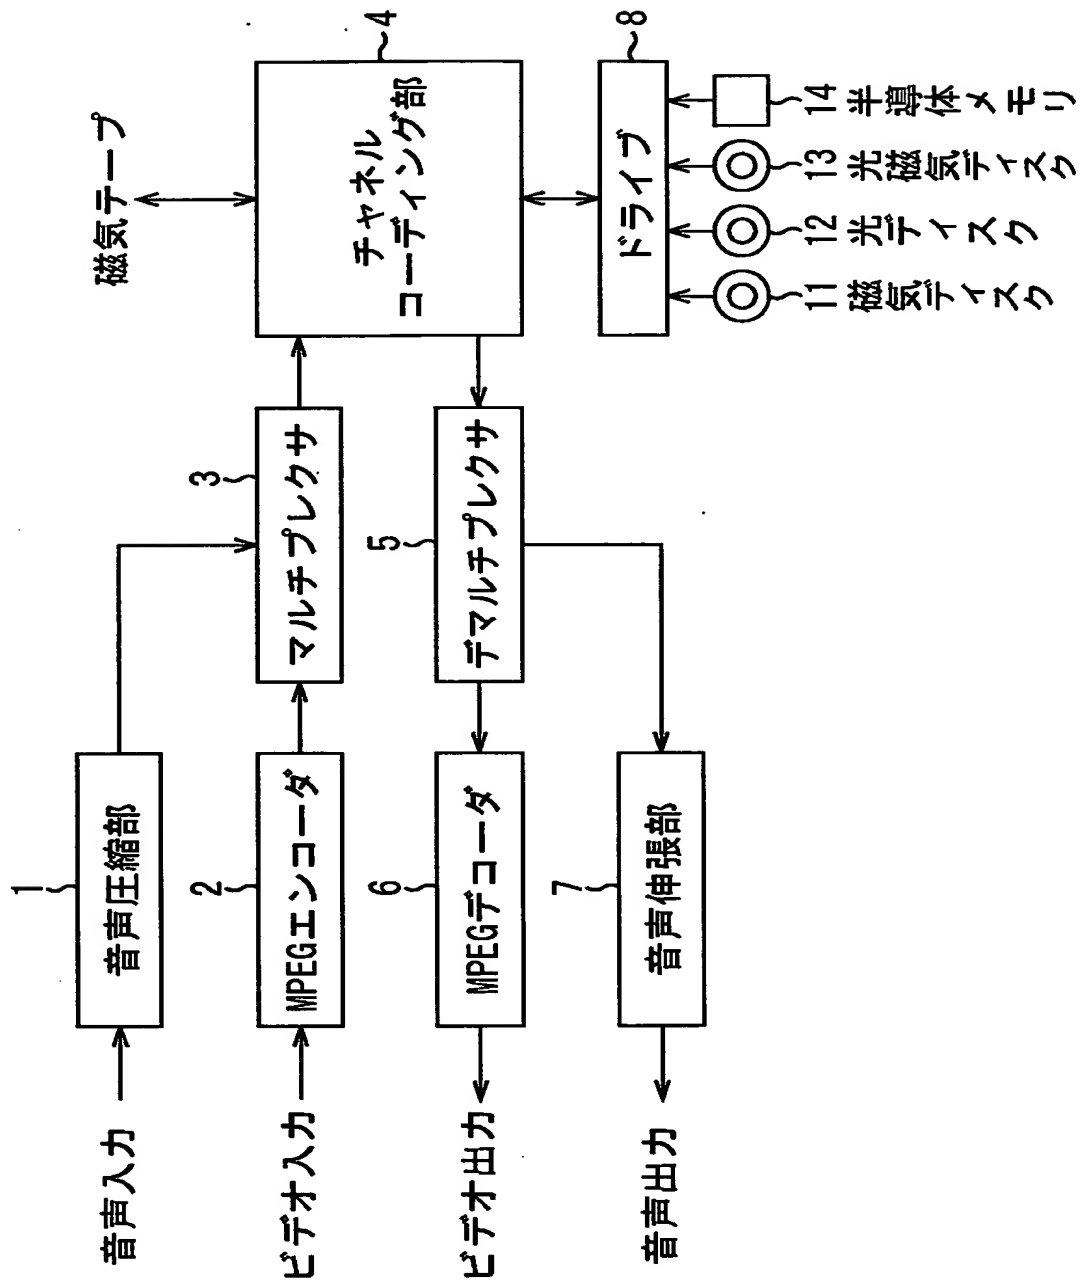 音声入力
1
音声圧縮部
磁気テープ
ビデオ入力
2
MPEGエンコーダ
3
マルチプレクサ
4
チャネル
コーディング部
ビデオ出力
6
MPEGデコーダ
5
デマルチプレクサ
音声出力
7
音声伸張部
8
ドライブ
11 磁気ディスク
12 光ディスク
13 光磁気ディスク
14 半導体メモリ